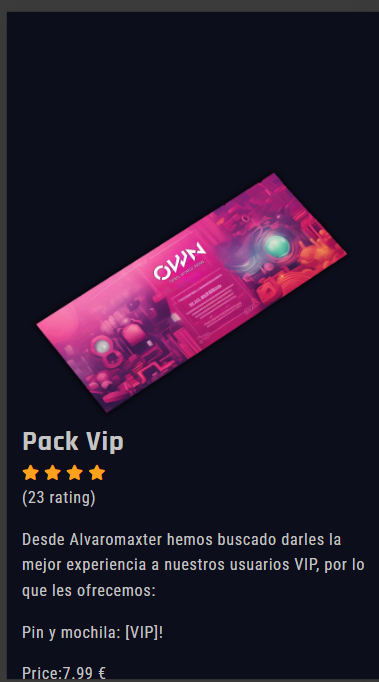 OWN
Pack Vip
(23 rating)
Desde Alvaromaxter hemos buscado darles la
mejor experiencia a nuestros usuarios VIP, por lo
que les ofrecemos:
Pin y mochila: [VIP]!
Price:7.99 €